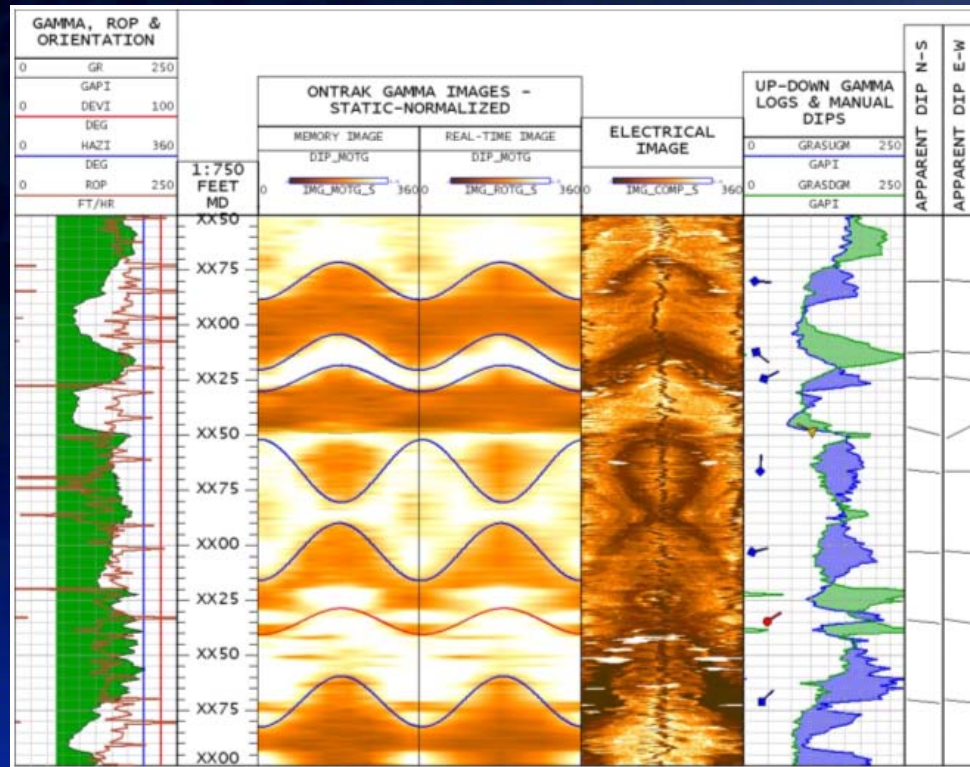 GAMMA, ROP &
ORIENTATION
0 GR 250
GAPI
0 DEVI 100
DEG
0 HAZI 360
DEG
0 ROP 250
FT/HR
1:750
FEET
MD
ONTRAK GAMMA IMAGES -
STATIC-NORMALIZED
MEMORY IMAGE
DIP_MOTG
0 IMG_MOTG_S 360
REAL-TIME IMAGE
DIP_MOTG
0 IMG_ROTG_S 360
ELECTRICAL
IMAGE
0 IMG_COMP_S 360
UP-DOWN GAMMA
LOGS & MANUAL
DIPS
0 GRASUGM 250
GAPI
0 GRASDGM 250
GAPI
APPARENT DIP N-S
APPARENT DIP E-W
XX50
XX75
XX00
XX25
XX50
XX75
XX00
XX25
XX50
XX75
XX00